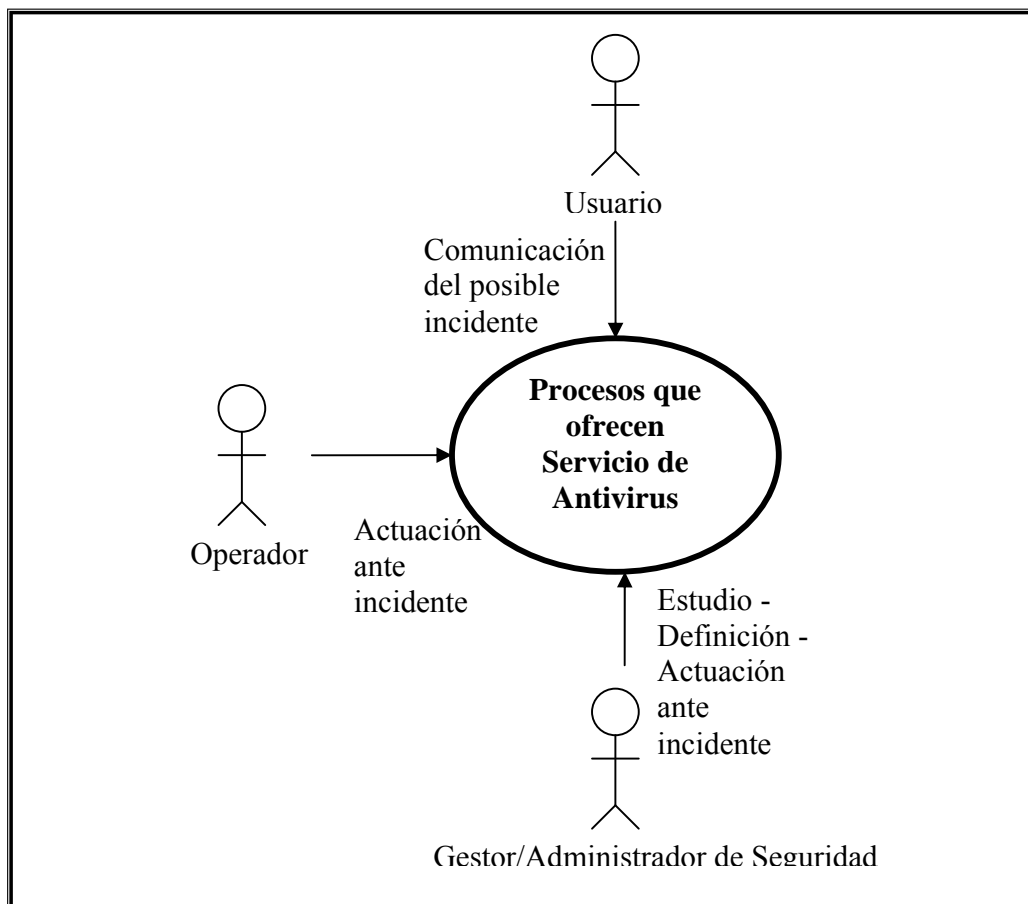 Usuario
Comunicación
del posible
incidente
Procesos que
ofrecen
Servicio de
Antivirus
Operador
Actuación
ante
incidente
Estudio -
Definición -
Actuación
ante
incidente
Gestor/Administrador de Seguridad